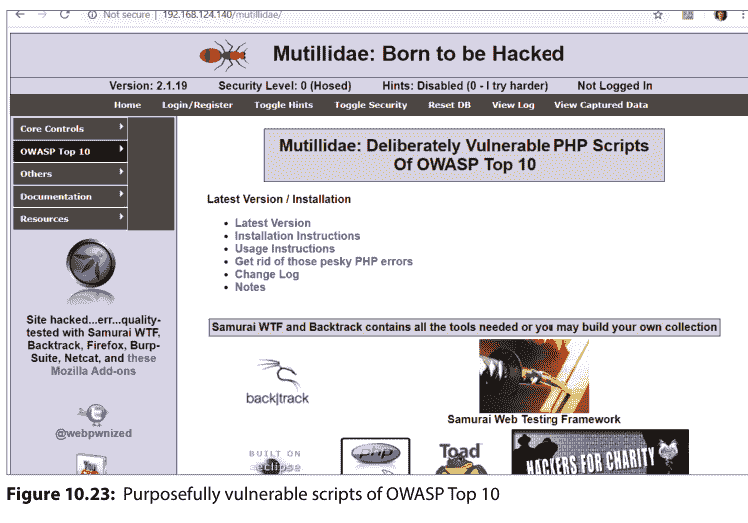 Not secure | 192.168.124.140/mutillidae/
Mutillidae: Born to be Hacked
Version: 2.1.19 Security Level: 0 (Hosed) Hints: Disabled (0 - I try harder) Not Logged In
Home Login/Register Toggle Hints Toggle Security Reset DB View Log View Captured Data
Core Controls
OWASP Top 10
Others
Documentation
Resources
Site hacked...err...quality-
tested with Samurai WTF,
Backtrack, Firefox, Burp-
Suite, Netcat, and these
Mozilla Add-ons
@webpwnized
You
Mutillidae: Deliberately Vulnerable PHP Scripts
Of OWASP Top 10
Latest Version / Installation
Latest Version
Installation Instructions
Usage Instructions
Get rid of those pesky PHP errors
Change Log
Notes
Samurai WTF and Backtrack contains all the tools needed or you may build your own collection
back|track
Samurai Web Testing Framework
BUILT ON
eclipse
php
Toad
HACKERS FOR CHARITY
Figure 10.23: Purposefully vulnerable scripts of OWASP Top 10